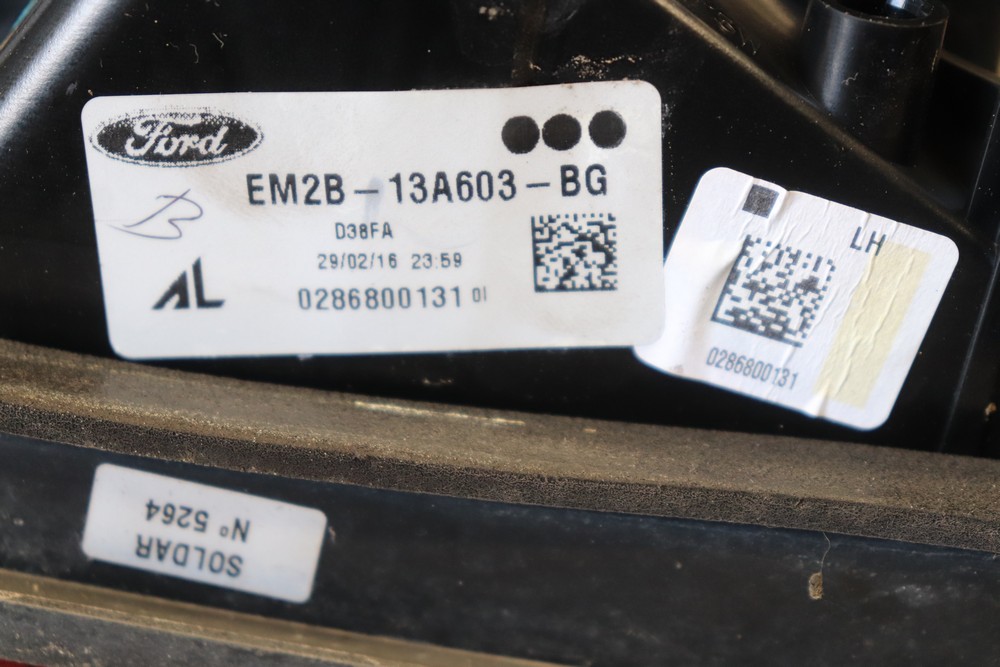 Ford
EM2B-13A603-BG
D38FA
29/02/16 23:59
AL
0286800131 01
LH
0286800131
SOLDAR
Nº 5264